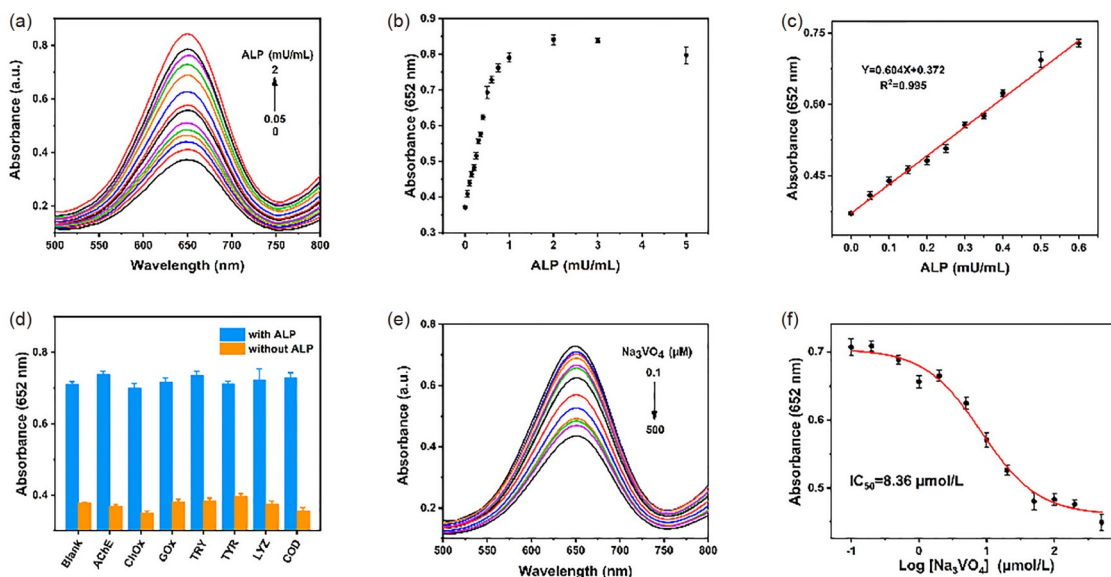 (a)
Absorbance (a.u.)
0.8
0.6
0.4
0.2
ALP (mU/mL)
2
0.05
0
500 550 600 650 700 750 800
Wavelength (nm)
(b)
Absorbance (652 nm)
0.9
0.8
0.7
0.6
0.5
0.4
0.3
0 1 2 3 4 5
ALP (mU/mL)
(c)
Absorbance (652 nm)
0.75
0.60
0.45
Y=0.604X+0.372
R²=0.995
0.0 0.1 0.2 0.3 0.4 0.5 0.6
ALP (mU/mL)
(d)
Absorbance (652 nm)
0.8
0.6
0.4
with ALP
without ALP
Blank AChE ChOx GOx TRY TYR LYZ COD
(e)
Absorbance (a.u.)
0.8
0.7
0.6
0.5
0.4
0.3
0.2
0.1
Na₃VO₄ (μM)
0.1
500
500 550 600 650 700 750 800
Wavelength (nm)
(f)
Absorbance (652 nm)
0.7
0.6
0.5
IC₅₀=8.36 μmol/L
-1 0 1 2
Log [Na₃VO₄] (μmol/L)